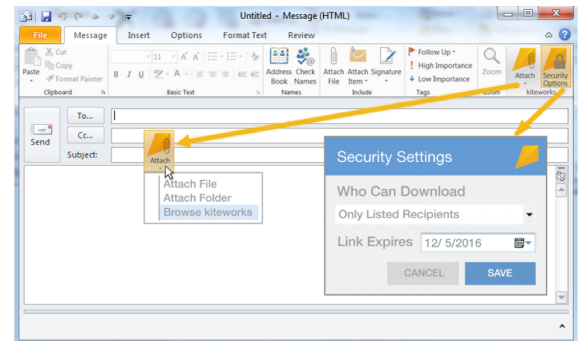 Untitled - Message (HTML)
File Message Insert Options Format Text Review
Paste
Cut
Copy
Format Painter
Clipboard
11 A A
B I U A
Basic Text
Address Book
Check Names
Names
Attach File
Attach Item
Signature
Include
Follow Up
High Importance
Low Importance
Tags
Zoom
Zoom
Attach
Security Options
kiteworks
Send
To...
Cc...
Subject:
Attach
Attach File
Attach Folder
Browse kiteworks
Security Settings
Who Can Download
Only Listed Recipients
Link Expires 12/ 5/2016
CANCEL SAVE